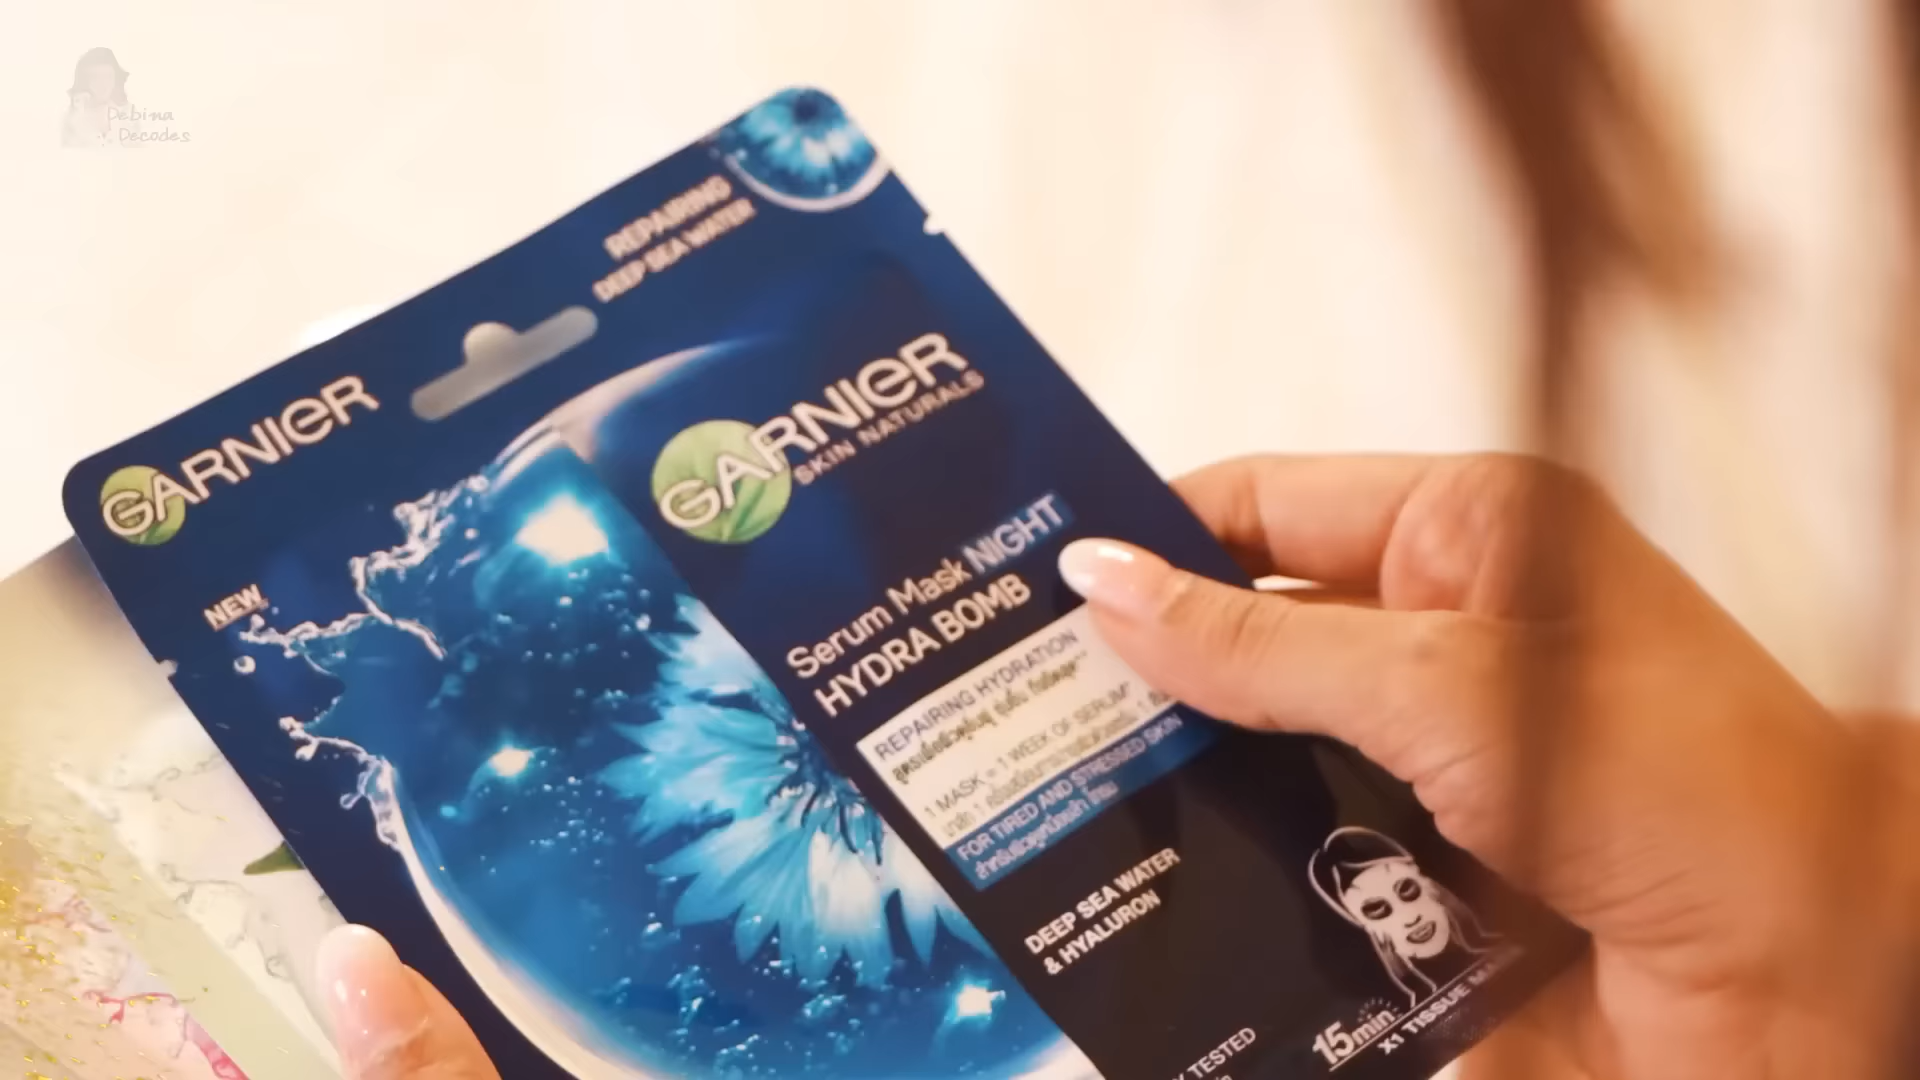 Debina
Decodes
REPAIRING
DEEP SEA WATER
GARNIER
NEW
GARNIER
SKIN NATURALS
Serum Mask NIGHT
HYDRA BOMB
REPAIRING HYDRATION
1 MASK = 1 WEEK OF SERUM*
FOR TIRED AND STRESSED SKIN
DEEP SEA WATER
& HYALURON
15min
X1 TISSUE
TESTED